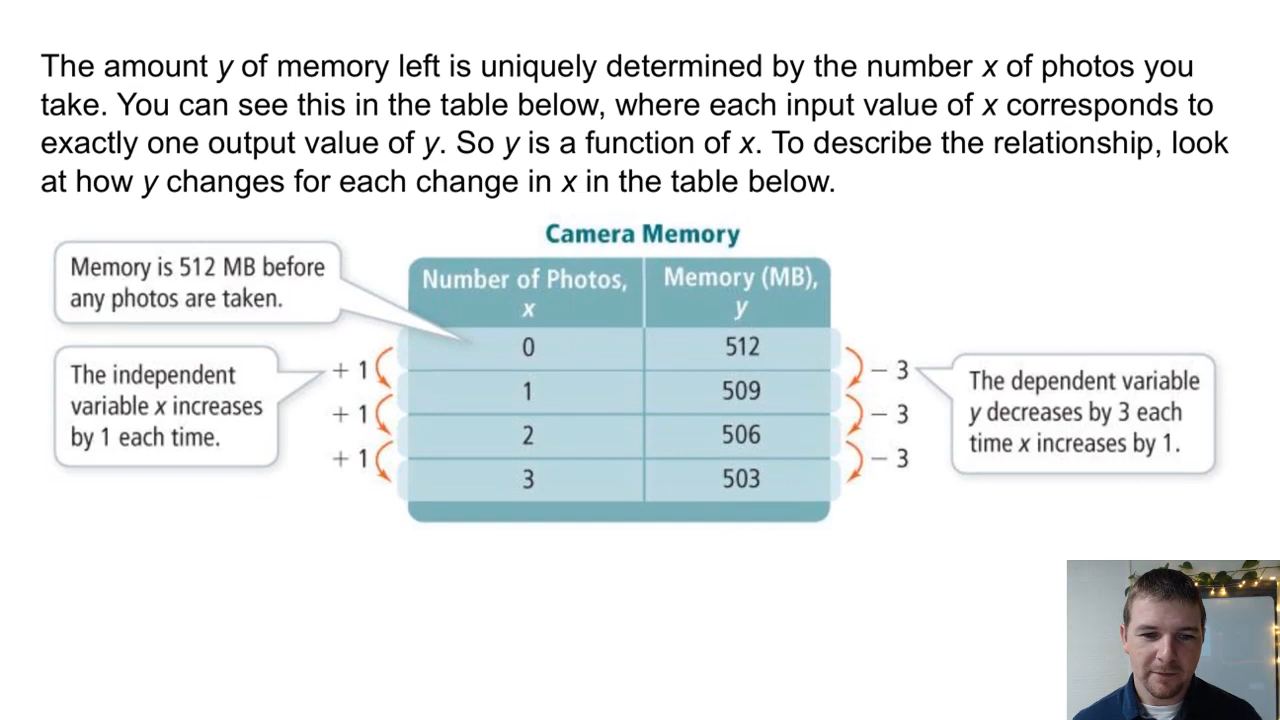 The amount y of memory left is uniquely determined by the number x of photos you
take. You can see this in the table below, where each input value of x corresponds to
exactly one output value of y. So y is a function of x. To describe the relationship, look
at how y changes for each change in x in the table below.
Camera Memory
Memory is 512 MB before
any photos are taken.
Number of Photos,
x
Memory (MB),
y
0 512
1 509
2 506
3 503
The independent
variable x increases
by 1 each time.
+ 1
+ 1
+ 1
– 3
– 3
– 3
The dependent variable
y decreases by 3 each
time x increases by 1.